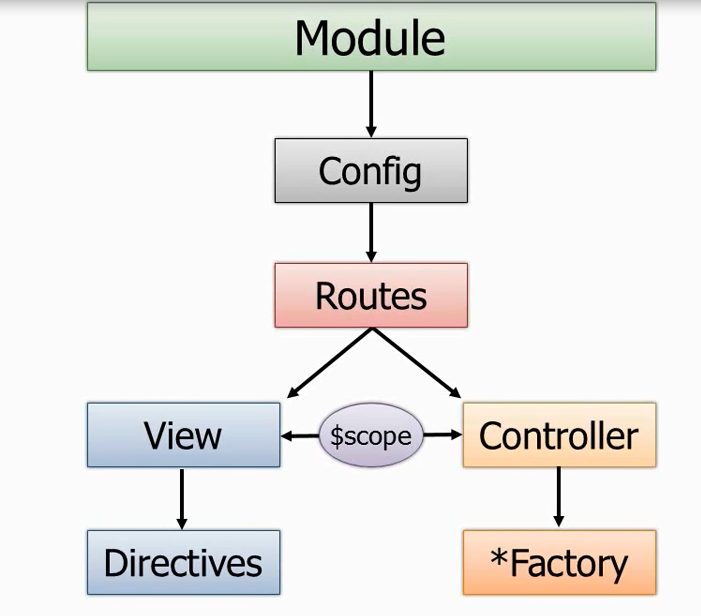 Module
Config
Routes
View
$scope
Controller
Directives
*Factory